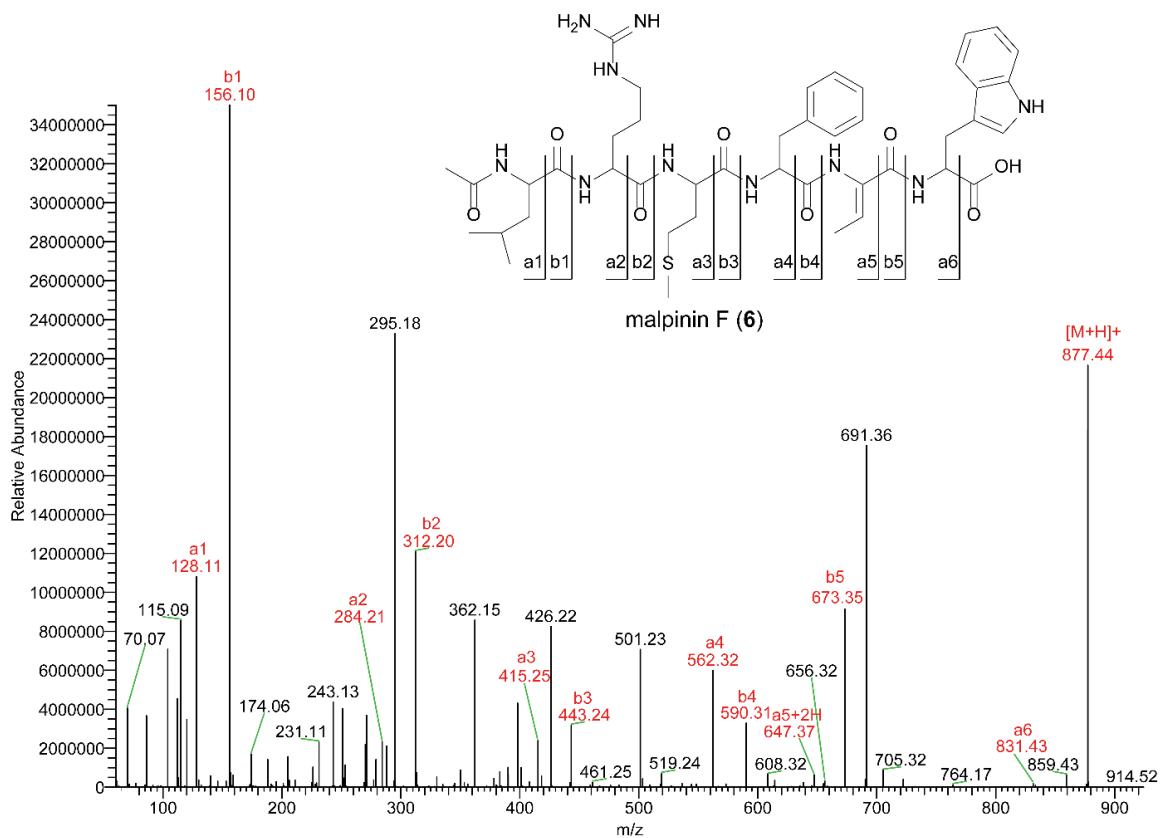 H₂N
NH
HN
NH
O
H
N
O
H
N
O
H
N
OH
N
H
N
H
N
H
O
O
O
O
S
a1 b1 a2 b2 a3 b3 a4 b4 a5 b5 a6
malpinin F (6)
b1
156.10
[M+H]+
877.44
295.18
691.36
b2
312.20
a1
128.11
b5
673.35
115.09
a2
284.21
362.15
426.22
501.23
a4
562.32
656.32
70.07
a3
415.25
b3
443.24
b4
590.31
a5+2H
647.37
174.06
243.13
231.11
a6
831.43
461.25
519.24
608.32
705.32
764.17
859.43
914.52
34000000
32000000
30000000
28000000
26000000
24000000
22000000
20000000
18000000
16000000
14000000
12000000
10000000
8000000
6000000
4000000
2000000
0
Relative Abundance
100 200 300 400 500 600 700 800 900
m/z